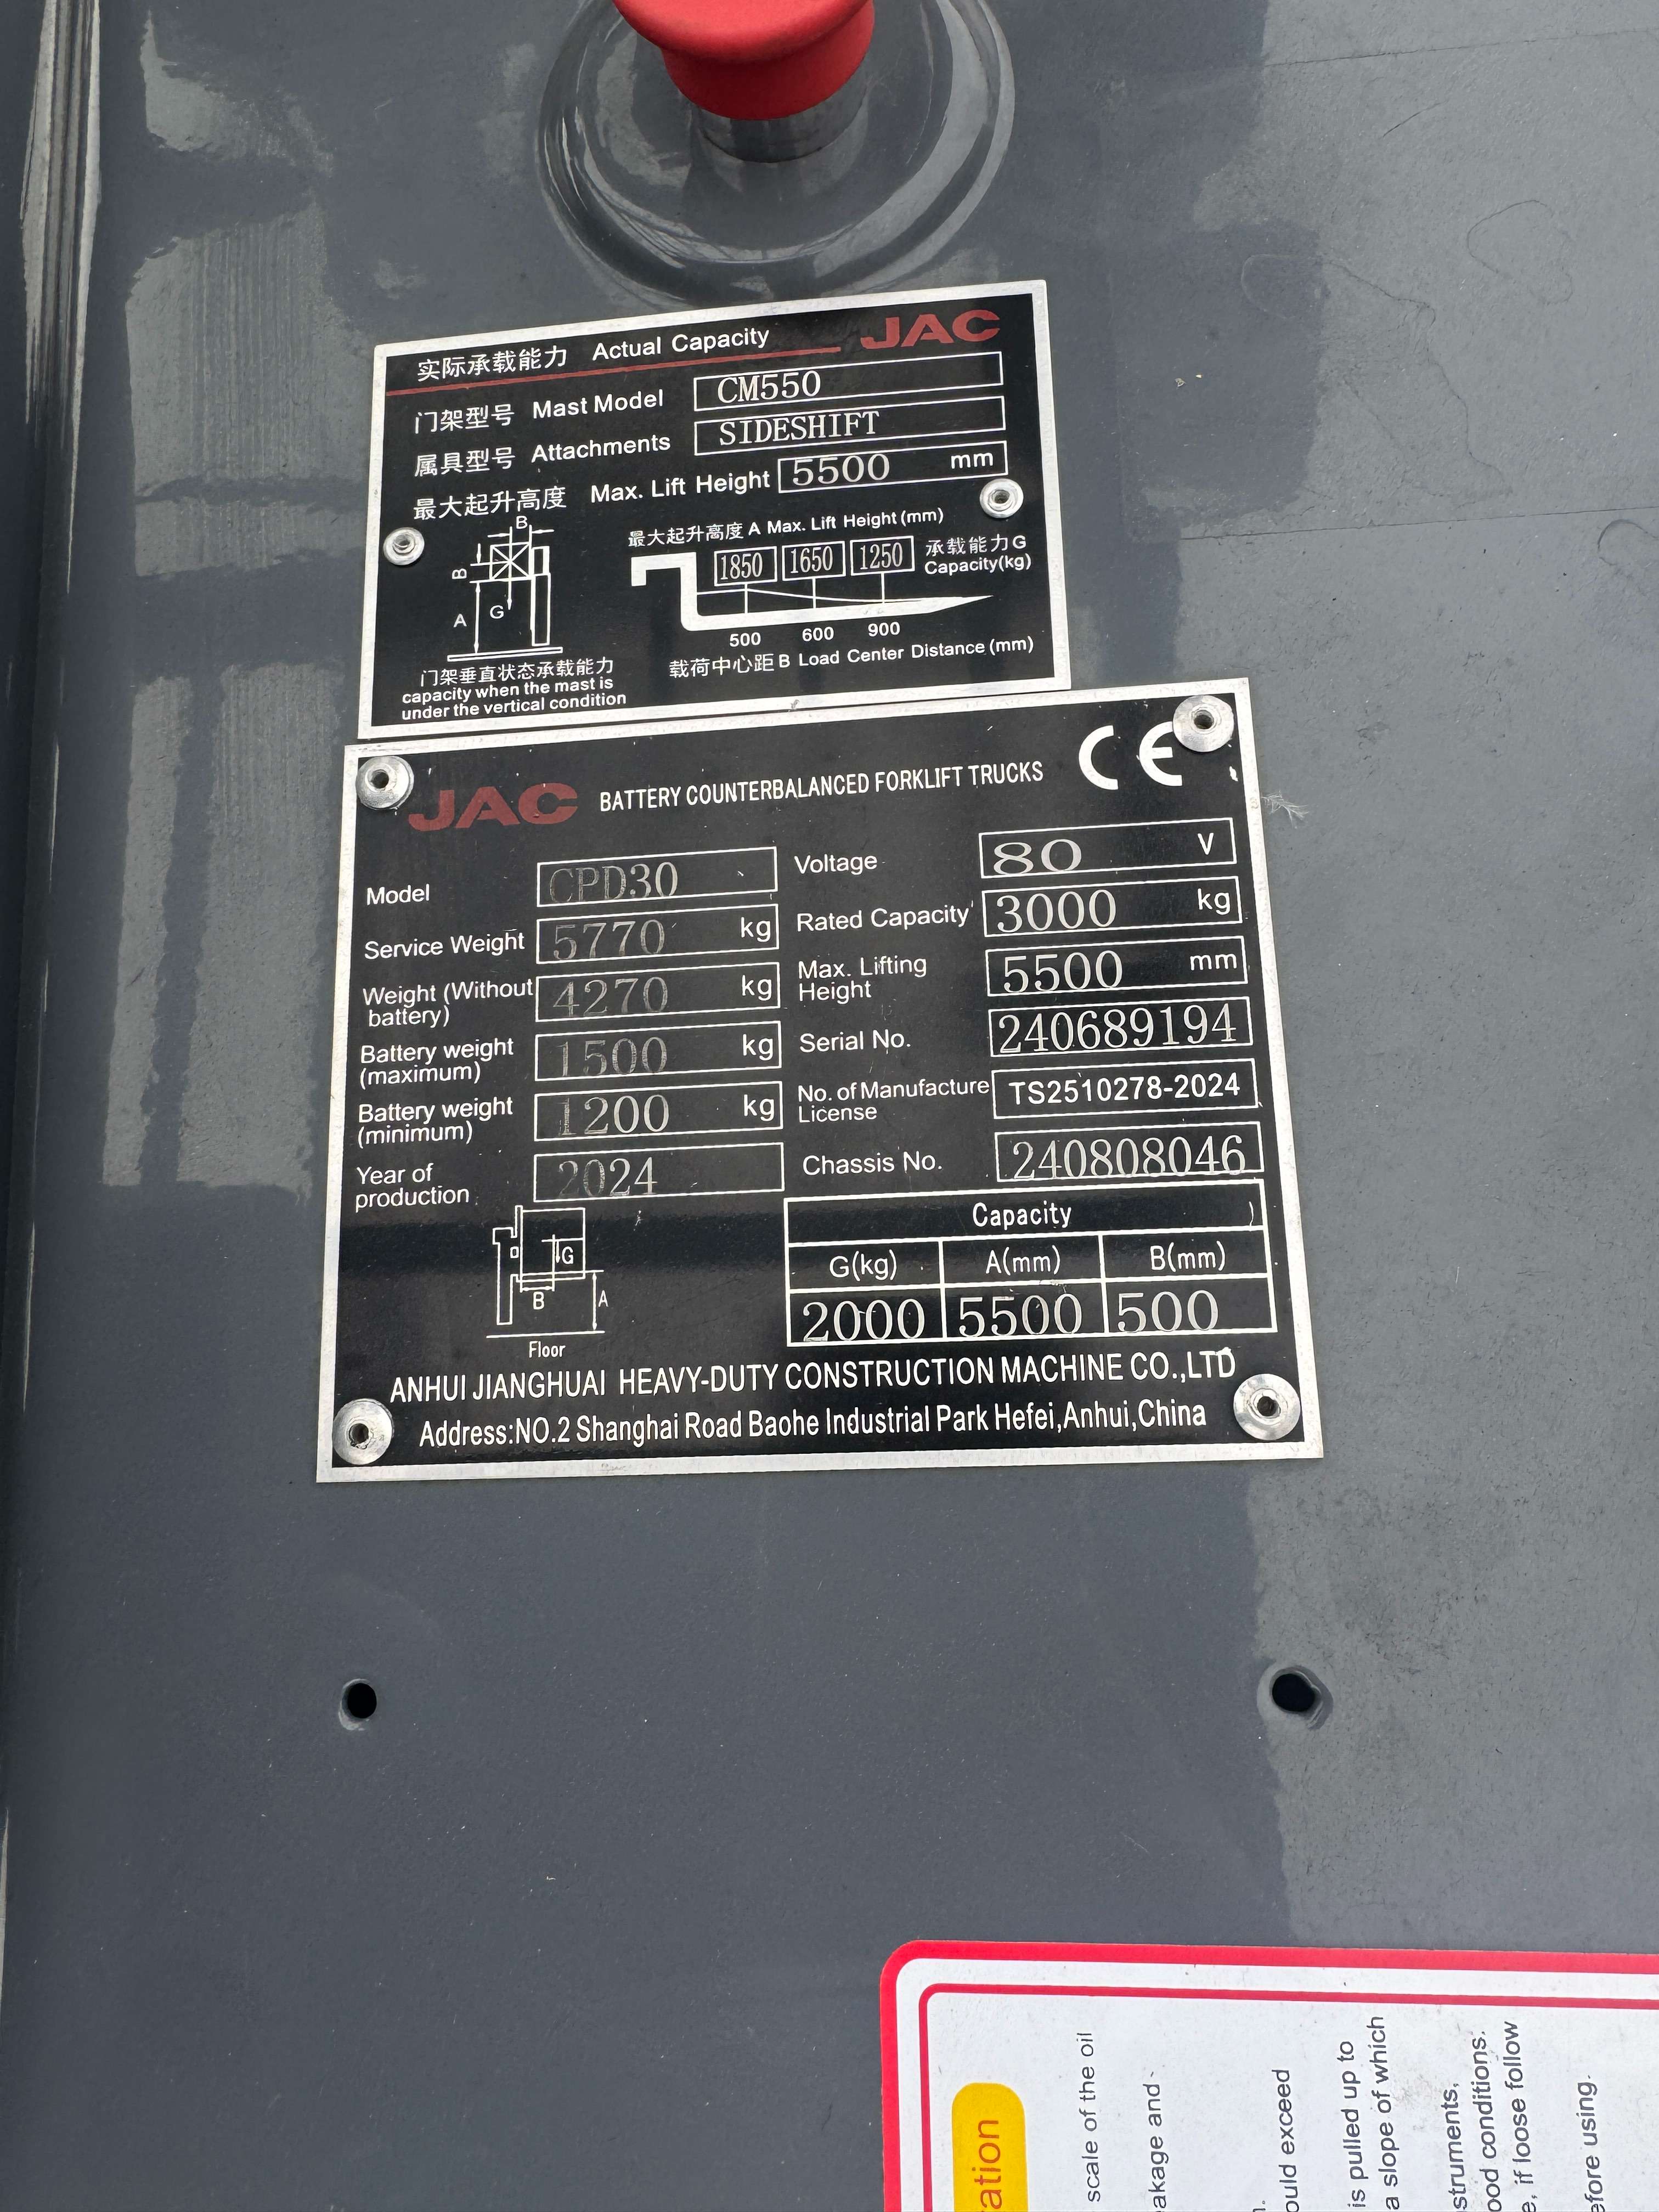 实际承载能力 Actual Capacity JAC
门架型号 Mast Model CM550
属具型号 Attachments SIDESHIFT
最大起升高度 Max. Lift Height 5500 mm
B
B
A
G
门架垂直状态承载能力
capacity when the mast is
under the vertical condition
最大起升高度 A Max. Lift Height (mm)
1850 1650 1250 承载能力G
Capacity(kg)
500 600 900
载荷中心距 B Load Center Distance (mm)
JAC BATTERY COUNTERBALANCED FORKLIFT TRUCKS CE
Model CPD30
Service Weight 5770 kg
Weight (Without
battery) 4270 kg
Battery weight
(maximum) 1500 kg
Battery weight
(minimum) 1200 kg
Year of
production 2024
Voltage 80 V
Rated Capacity 3000 kg
Max. Lifting
Height 5500 mm
Serial No. 240689194
No. of Manufacture
License TS2510278-2024
Chassis No. 240808046
G
B
A
Floor
Capacity
G(kg) A(mm) B(mm)
2000 5500 500
ANHUI JIANGHUAI HEAVY-DUTY CONSTRUCTION MACHINE CO.,LTD
Address:NO.2 Shanghai Road Baohe Industrial Park Hefei,Anhui,China
scale of the oil
and
exceed
is pulled up to
a slope of which
conditions.
if loose follow
using.